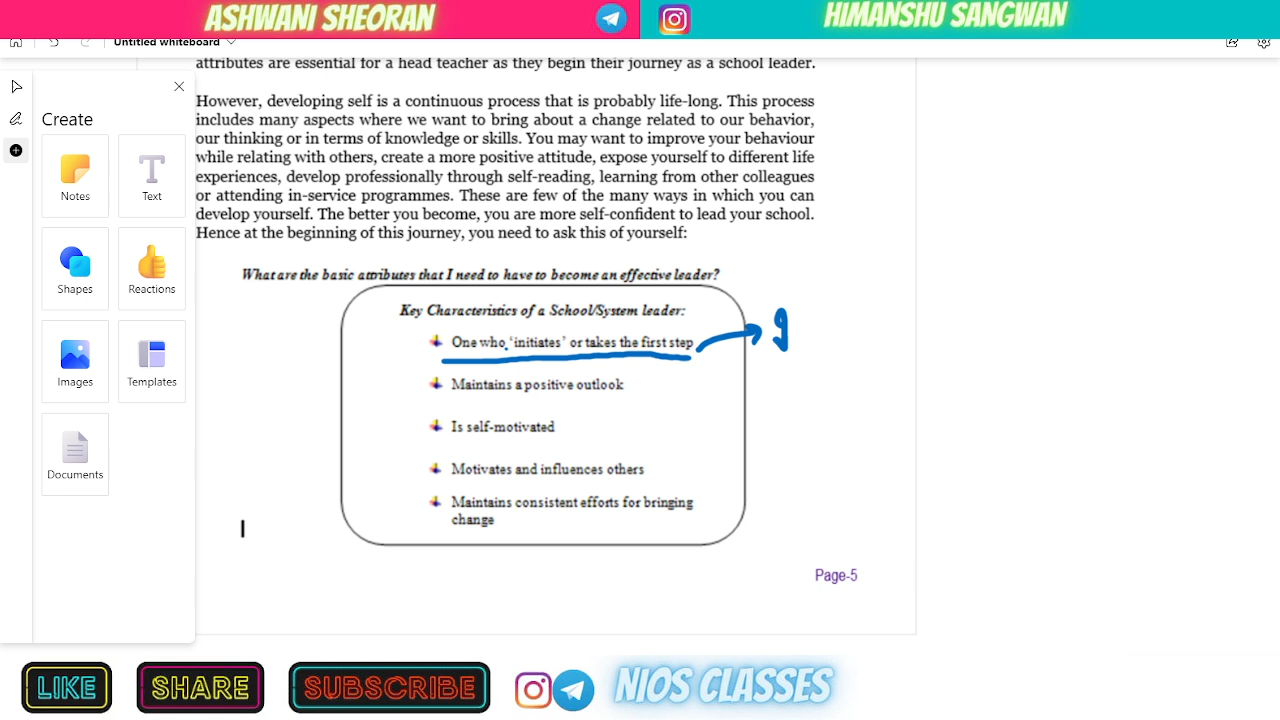 ASHWANI SHEORAN
HIMANSHU SANGWAN
Untitled whiteboard
attributes are essential for a head teacher as they begin their journey as a school leader.
Create
Notes
Text
Shapes
Reactions
Images
Templates
Documents
However, developing self is a continuous process that is probably life-long. This process
includes many aspects where we want to bring about a change related to our behavior,
our thinking or in terms of knowledge or skills. You may want to improve your behaviour
while relating with others, create a more positive attitude, expose yourself to different life
experiences, develop professionally through self-reading, learning from other colleagues
or attending in-service programmes. These are few of the many ways in which you can
develop yourself. The better you become, you are more self-confident to lead your school.
Hence at the beginning of this journey, you need to ask this of yourself:
What are the basic attributes that I need to have to become an effective leader?
Key Characteristics of a School/System leader:
One who 'initiates' or takes the first step
Maintains a positive outlook
Is self-motivated
Motivates and influences others
Maintains consistent efforts for bringing
change
Page-5
LIKE
SHARE
SUBSCRIBE
NIOS CLASSES